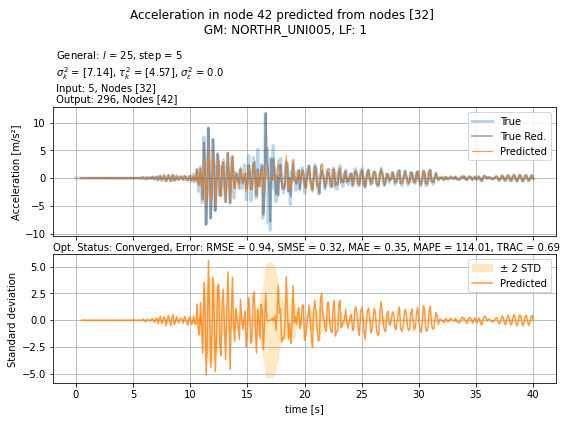 Acceleration in node 42 predicted from nodes [32]
GM: NORTHR_UNI005, LF: 1
General: l = 25, step = 5
σ²ₖ = [7.14], τ²ₖ = [4.57], σ²ε = 0.0
Input: 5, Nodes [32]
Output: 296, Nodes [42]
Acceleration [m/s²]
10
5
0
−5
−10
True
True Red.
Predicted
Opt. Status: Converged, Error: RMSE = 0.94, SMSE = 0.32, MAE = 0.35, MAPE = 114.01, TRAC = 0.69
Standard deviation
5.0
2.5
0.0
−2.5
−5.0
± 2 STD
Predicted
0 5 10 15 20 25 30 35 40
time [s]